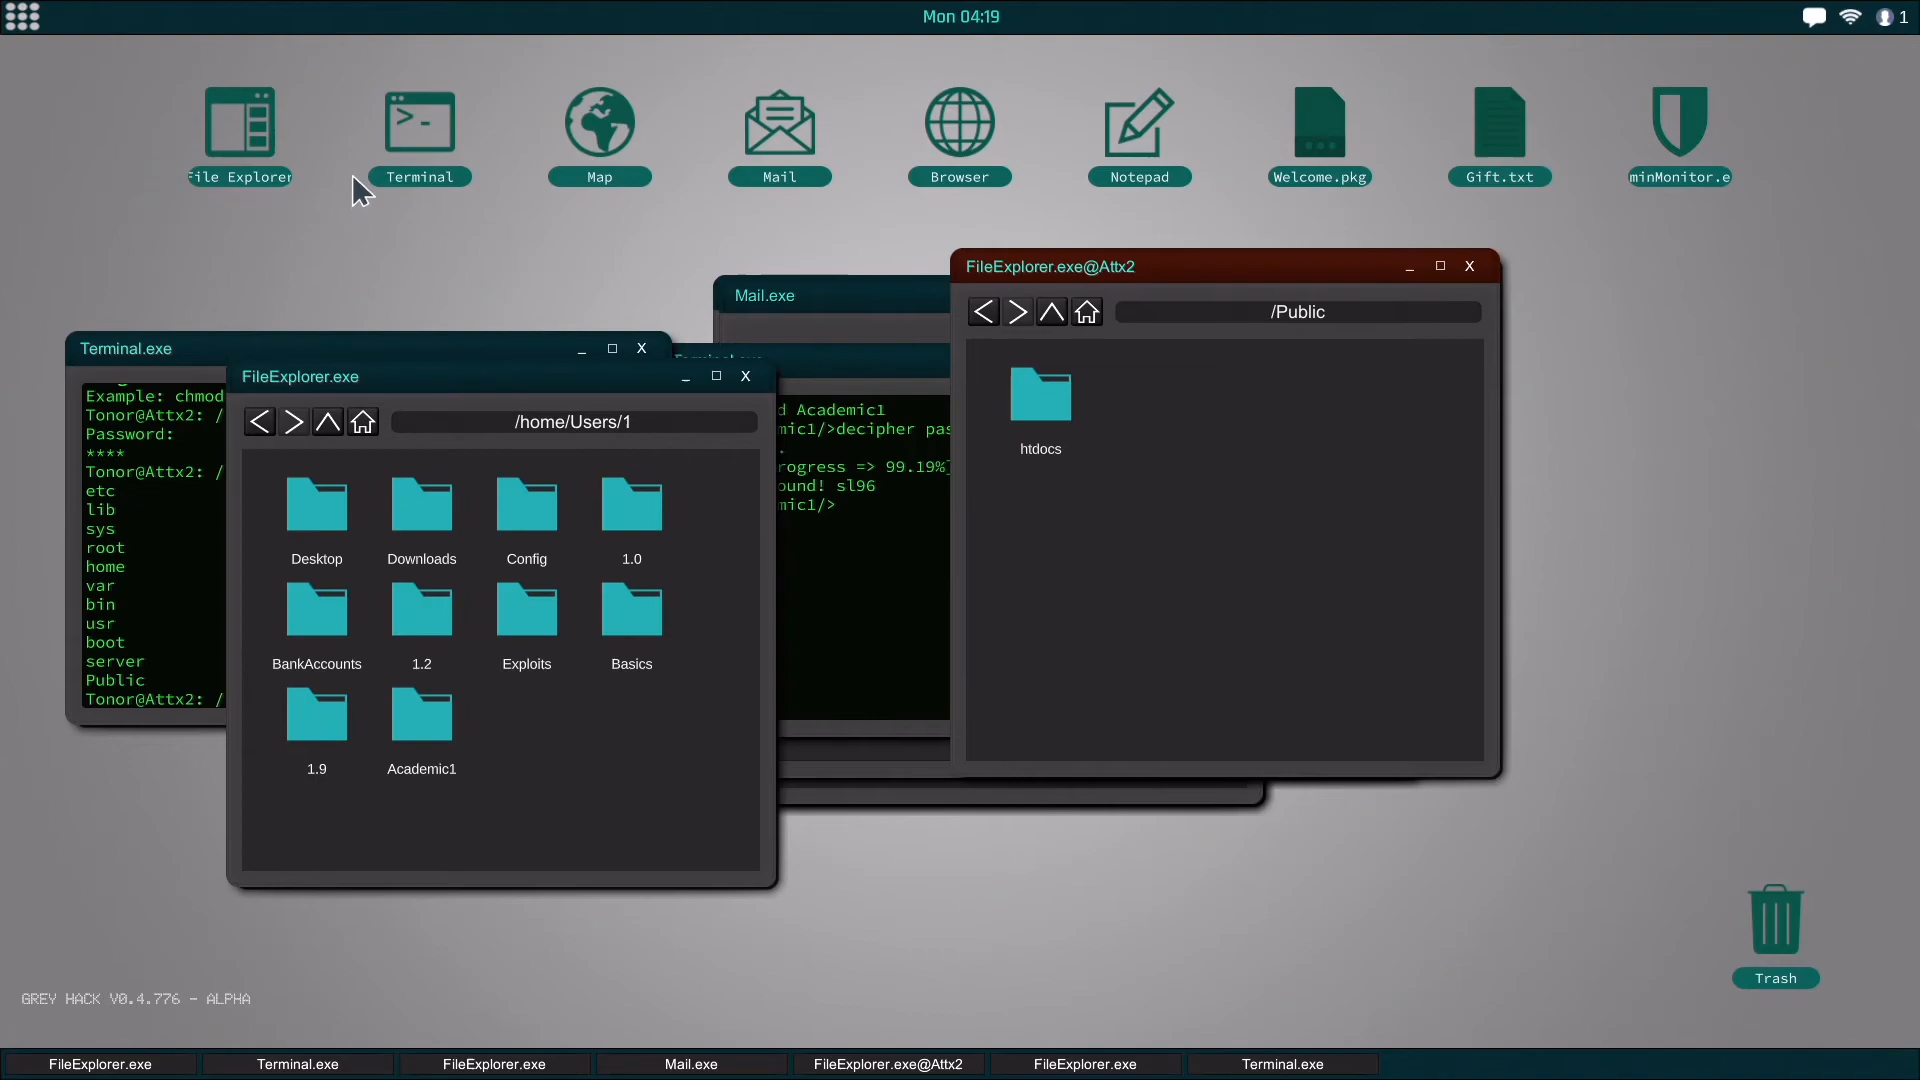 Mon 04:19
1
File Explorer
Terminal
Map
Mail
Browser
Notepad
Welcome.pkg
Gift.txt
minMonitor.e
FileExplorer.exe@Attx2
_ □ X
/Public
htdocs
Mail.exe
Terminal.exe
_ □ X
Example: chmod
Tonor@Attx2: /
Password:
****
Tonor@Attx2: /
etc
lib
sys
root
home
var
bin
usr
boot
server
Public
Tonor@Attx2: /
FileExplorer.exe
_ □ X
/home/Users/1
Desktop
Downloads
Config
1.0
BankAccounts
1.2
Exploits
Basics
1.9
Academic1
d Academic1
mic1/>decipher pas
.
rogress => 99.19%]
ound! sl96
mic1/>
Trash
GREY HACK V0.4.776 - ALPHA
FileExplorer.exe
Terminal.exe
FileExplorer.exe
Mail.exe
FileExplorer.exe@Attx2
FileExplorer.exe
Terminal.exe